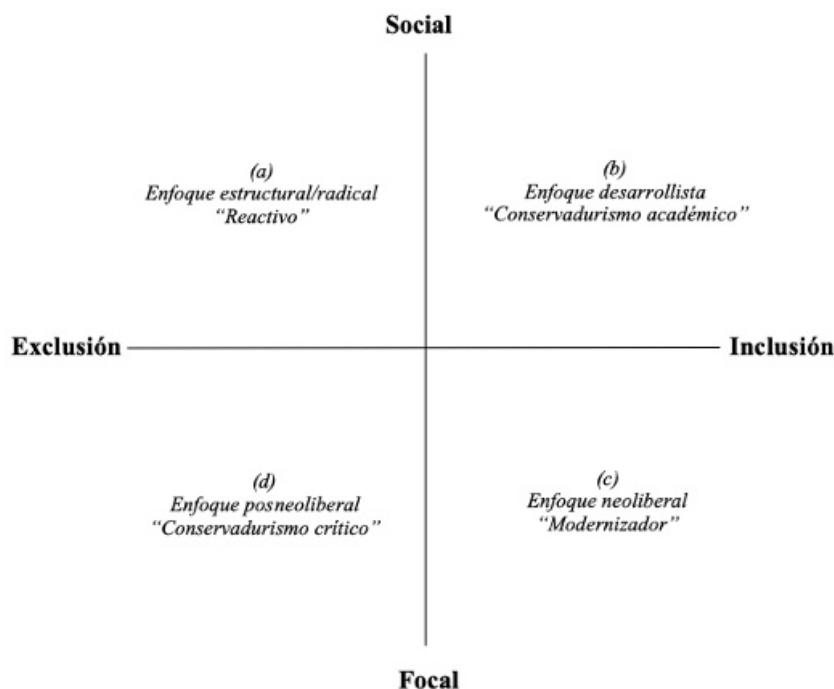 Social
(a)
Enfoque estructural/radical
“Reactivo”
(b)
Enfoque desarrollista
“Conservadurismo académico”
Exclusión
Inclusión
(d)
Enfoque posneoliberal
“Conservadurismo crítico”
(c)
Enfoque neoliberal
“Modernizador”
Focal